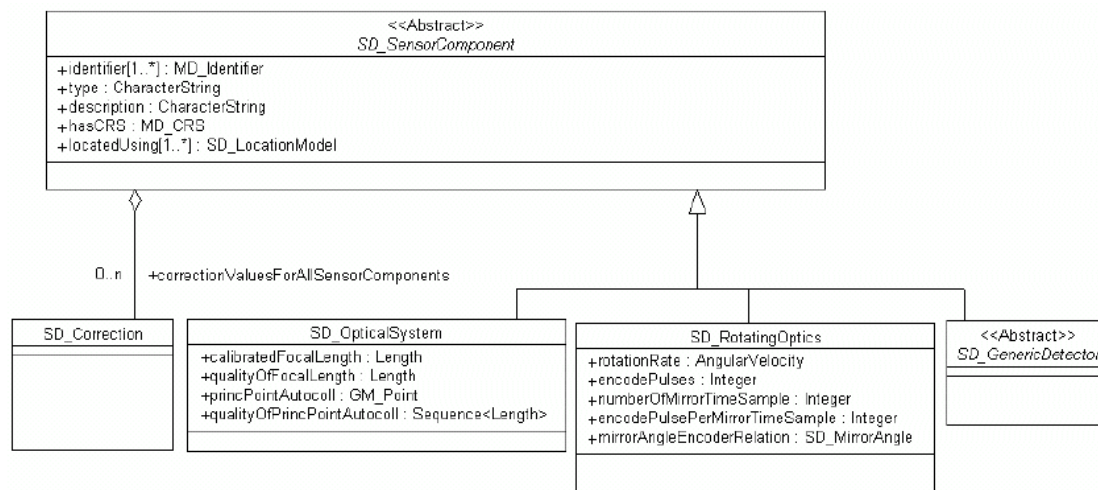 <<Abstract>>
SD_SensorComponent
+identifier[1..*] : MD_Identifier
+type : CharacterString
+description : CharacterString
+hasCRS : MD_CRS
+locatedUsing[1..*] : SD_LocationModel
0..n +correctionValuesForAllSensorComponents
SD_Correction
SD_OpticalSystem
+calibratedFocalLength : Length
+qualityOfFocalLength : Length
+princPointAutocoll : GM_Point
+qualityOfPrincPointAutocoll : Sequence<Length>
SD_RotatingOptics
+rotationRate : AngularVelocity
+encodePulses : Integer
+numberOfMirrorTimeSample : Integer
+encodePulsePerMirrorTimeSample : Integer
+mirrorAngleEncoderRelation : SD_MirrorAngle
<<Abstract>>
SD_GenericDetector